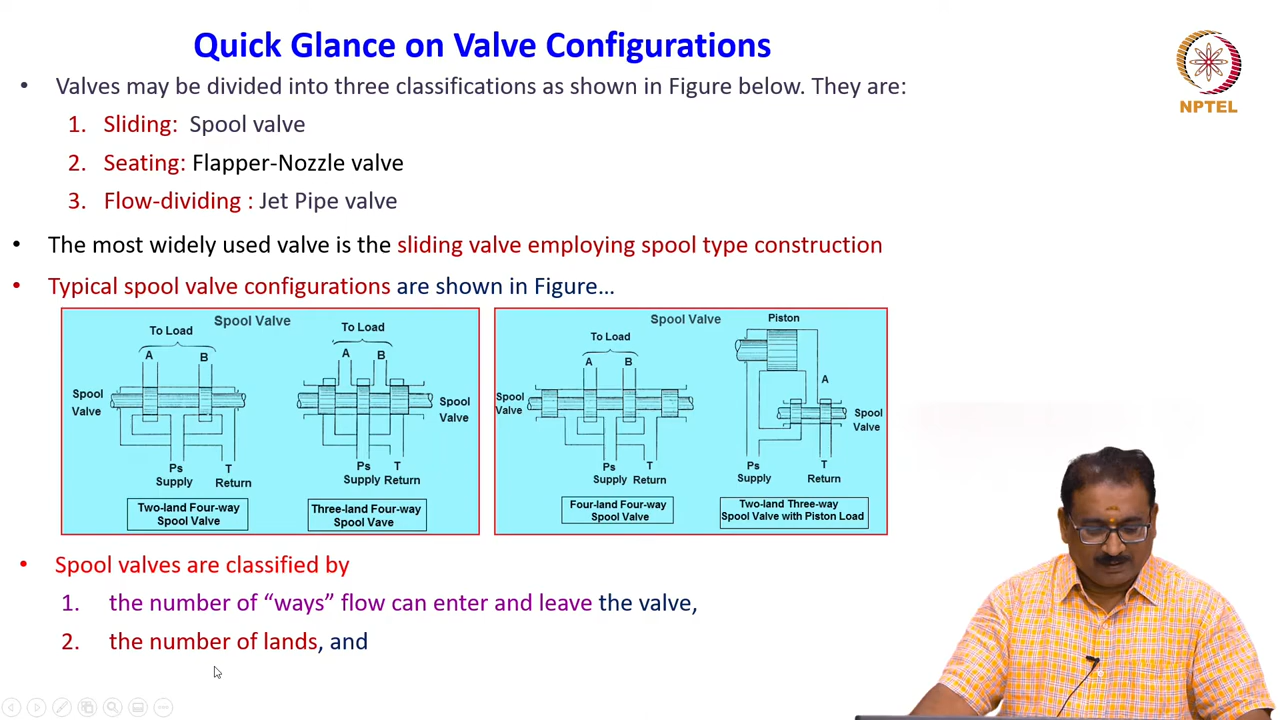 Quick Glance on Valve Configurations
NPTEL
• Valves may be divided into three classifications as shown in Figure below. They are:
1. Sliding: Spool valve
2. Seating: Flapper-Nozzle valve
3. Flow-dividing : Jet Pipe valve
• The most widely used valve is the sliding valve employing spool type construction
• Typical spool valve configurations are shown in Figure...
Spool Valve
To Load
A B
Spool
Valve
Ps T
Supply Return
Two-land Four-way
Spool Valve
To Load
A B
Spool
Valve
Ps T
Supply Return
Three-land Four-way
Spool Vave
Spool Valve
To Load
A B
Spool
Valve
Ps T
Supply Return
Four-land Four-way
Spool Valve
Piston
A
Spool
Valve
Ps T
Supply Return
Two-land Three-way
Spool Valve with Piston Load
• Spool valves are classified by
1. the number of “ways” flow can enter and leave the valve,
2. the number of lands, and